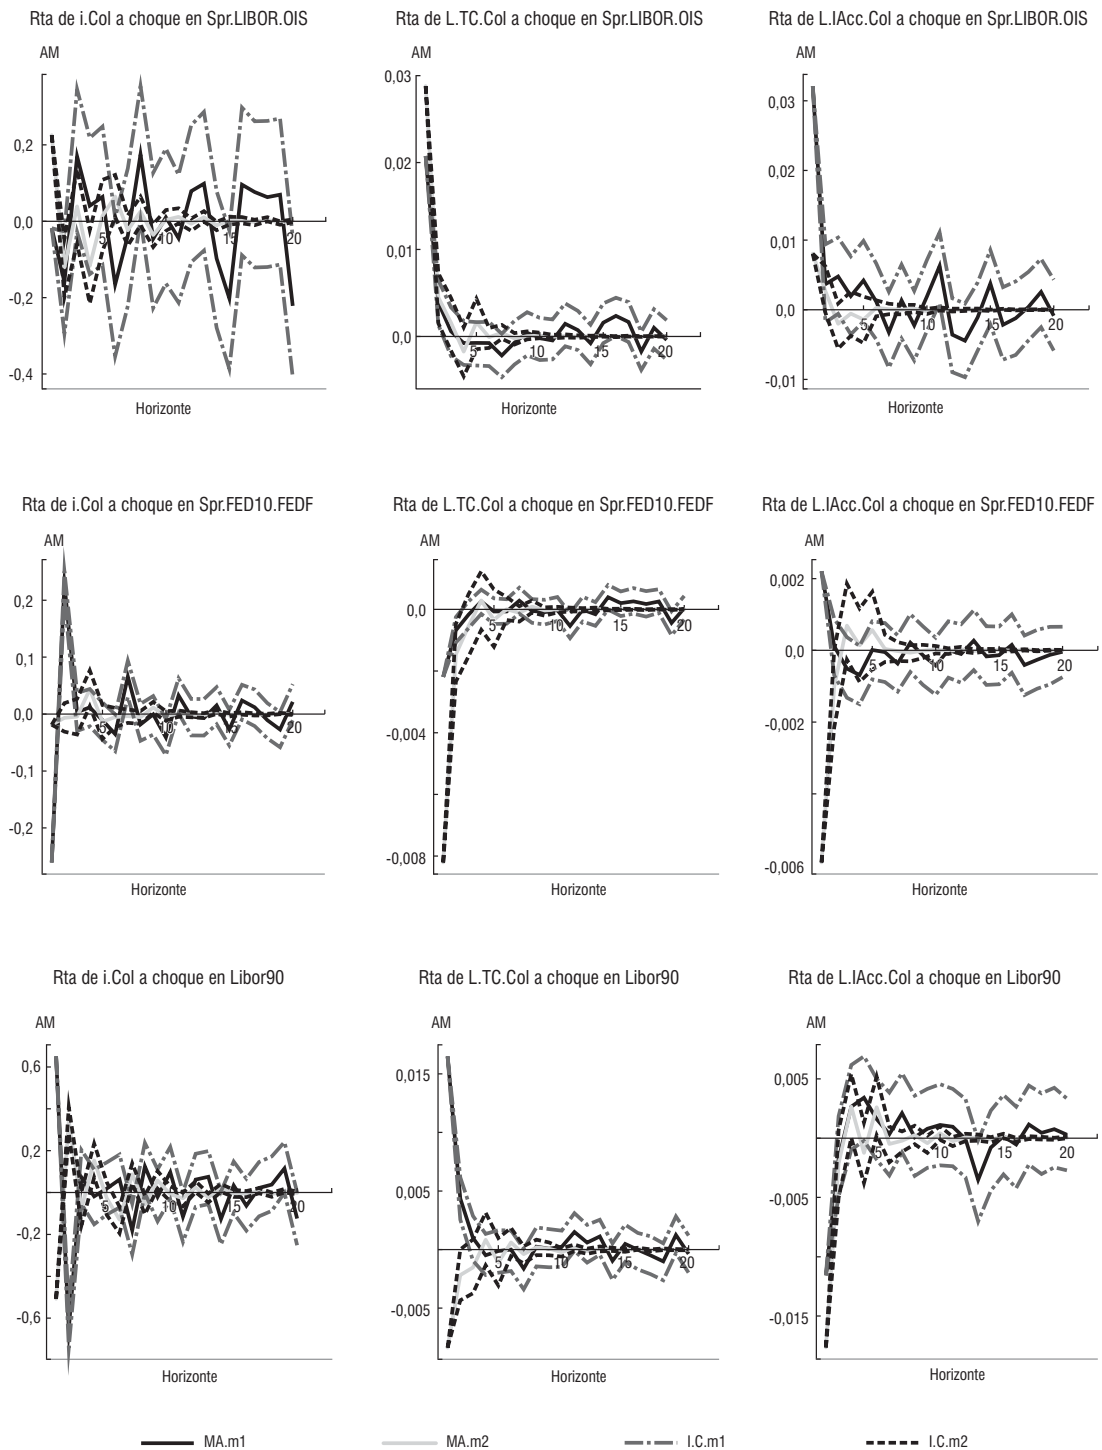 Rta de i.Col a choque en Spr.LIBOR.OIS
Rta de L.TC.Col a choque en Spr.LIBOR.OIS
Rta de L.IAcc.Col a choque en Spr.LIBOR.OIS
AM
0,2
0,0
-0,2
-0,4
5
10
15
20
Horizonte
AM
0,03
0,02
0,01
0,0
5
10
15
20
Horizonte
AM
0,03
0,02
0,010
0,0
-0,01
5
10
15
20
Horizonte
Rta de i.Col a choque en Spr.FED10.FEDF
Rta de L.TC.Col a choque en Spr.FED10.FEDF
Rta de L.IAcc.Col a choque en Spr.FED10.FEDF
AM
0,2
0,1
0,0
-0,1
-0,2
5
10
15
20
Horizonte
AM
0,0
-0,004
-0,008
5
10
15
20
Horizonte
AM
0,002
0,0
-0,002
-0,006
5
10
15
20
Horizonte
Rta de i.Col a choque en Libor90
Rta de L.TC.Col a choque en Libor90
Rta de L.IAcc.Col a choque en Libor90
AM
0,6
0,2
-0,2
-0,6
5
10
15
20
Horizonte
AM
0,015
0,005
-0,005
5
10
15
20
Horizonte
AM
0,005
-0,005
-0,015
5
10
15
20
Horizonte
MA.m1
MA.m2
I.C.m1
I.C.m2